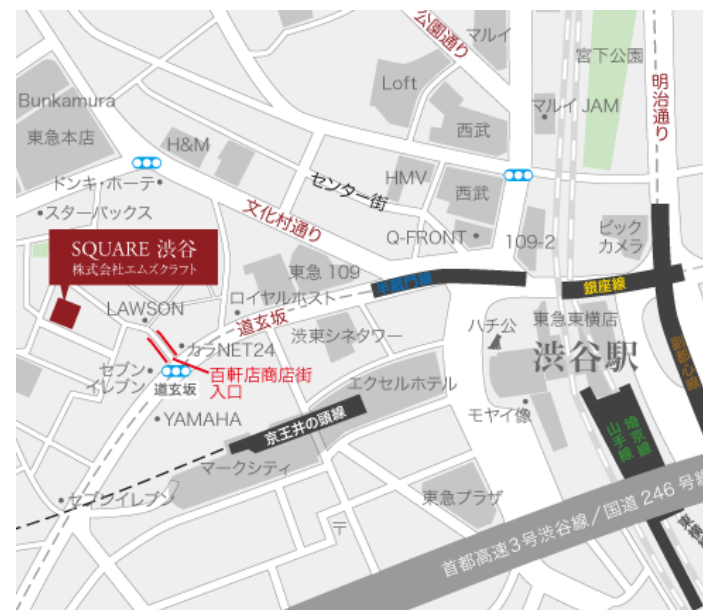 公園通り
マルイ
宮下公園
明治通り
Loft
Bunkamura
東急本店
西武
マルイ JAM
H&M
ドンキ・ホーテ
センター街
HMV
西武
スターバックス
文化村通り
Q-FRONT
109-2
ビック
カメラ
SQUARE 渋谷
株式会社エムズクラフト
東急 109
半蔵門線
銀座線
LAWSON
ロイヤルホスト
道玄坂
渋東シネタワー
ハチ公
東急東横店
渋谷駅
副都心線
カラNET24
セブン
イレブン
道玄坂
百軒店商店街
入口
エクセルホテル
YAMAHA
京王井の頭線
モヤイ像
埼京線
山手線
マークシティ
セブンイレブン
東急プラザ
〒
首都高速3号渋谷線/国道 246 号線
東横